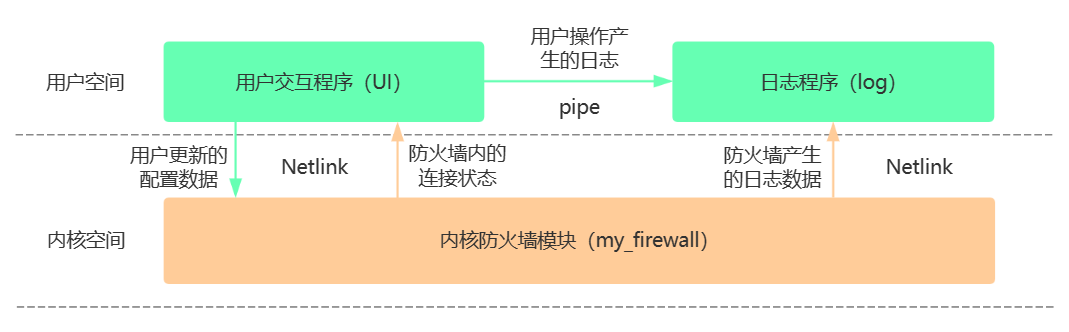 用户操作产
生的日志
用户空间
用户交互程序（UI）
日志程序（log）
pipe
用户更新的
配置数据
Netlink
防火墙内的
连接状态
防火墙产生
的日志数据
Netlink
内核空间
内核防火墙模块（my_firewall）